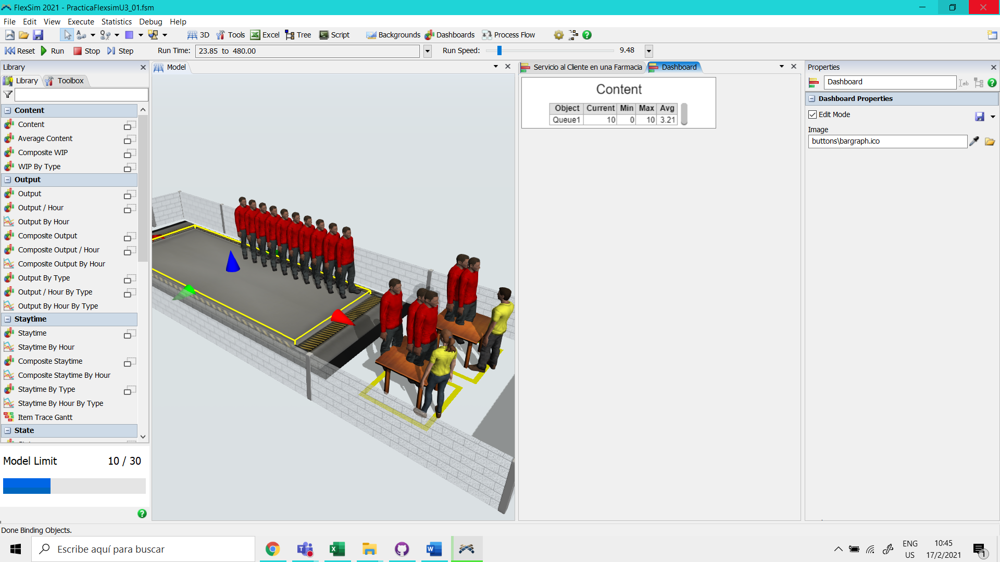 FlexSim 2021 - PracticaFlexsimU3_01.fsm
File Edit View Execute Statistics Debug Help
3D Tools Excel Tree Script Backgrounds Dashboards Process Flow
Reset Run Stop Step Run Time: 23.85 to 480.00 Run Speed: 9.48
Library
Library Toolbox
Content
Content
Average Content
Composite WIP
WIP By Type
Output
Output
Output / Hour
Output By Hour
Composite Output
Composite Output / Hour
Composite Output By Hour
Output By Type
Output / Hour By Type
Output By Hour By Type
Staytime
Staytime
Staytime By Hour
Composite Staytime
Composite Staytime By Hour
Staytime By Type
Staytime By Hour By Type
Item Trace Gantt
State
Model Limit 10 / 30
Model
Servicio al Cliente en una Farmacia Dashboard
Content
Object Current Min Max Avg
Queue1 10 0 10 3.21
Properties
Dashboard
Dashboard Properties
Edit Mode
Image
buttons\bargraph.ico
Done Binding Objects.
Escribe aquí para buscar
ENG
US
10:45
17/2/2021
1